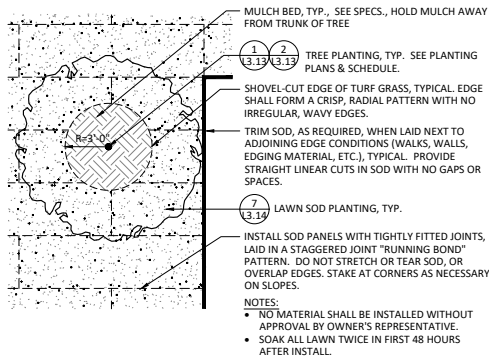 MULCH BED, TYP., SEE SPECS., HOLD MULCH AWAY
FROM TRUNK OF TREE
1
L3.13
2
L3.13
TREE PLANTING, TYP. SEE PLANTING
PLANS & SCHEDULE.
SHOVEL-CUT EDGE OF TURF GRASS, TYPICAL. EDGE
SHALL FORM A CRISP, RADIAL PATTERN WITH NO
IRREGULAR, WAVY EDGES.
R=3'-0"
TRIM SOD, AS REQUIRED, WHEN LAID NEXT TO
ADJOINING EDGE CONDITIONS (WALKS, WALLS,
EDGING MATERIAL, ETC.), TYPICAL. PROVIDE
STRAIGHT LINEAR CUTS IN SOD WITH NO GAPS OR
SPACES.
7
L3.14
LAWN SOD PLANTING, TYP.
INSTALL SOD PANELS WITH TIGHTLY FITTED JOINTS,
LAID IN A STAGGERED JOINT "RUNNING BOND"
PATTERN. DO NOT STRETCH OR TEAR SOD, OR
OVERLAP EDGES. STAKE AT CORNERS AS NECESSARY
ON SLOPES.
NOTES:
• NO MATERIAL SHALL BE INSTALLED WITHOUT
APPROVAL BY OWNER'S REPRESENTATIVE.
• SOAK ALL LAWN TWICE IN FIRST 48 HOURS
AFTER INSTALL.